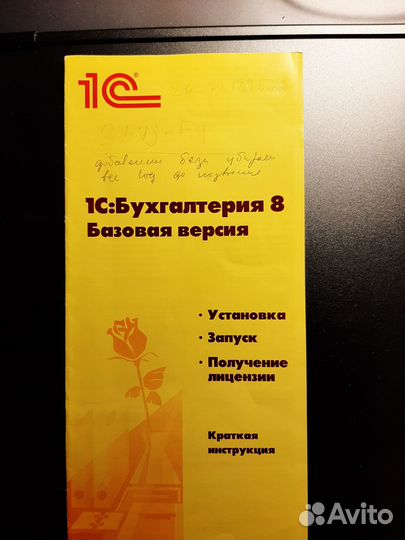 1С
1С:Бухгалтерия 8
Базовая версия
· Установка
· Запуск
· Получение
лицензии
Краткая
инструкция
Avito